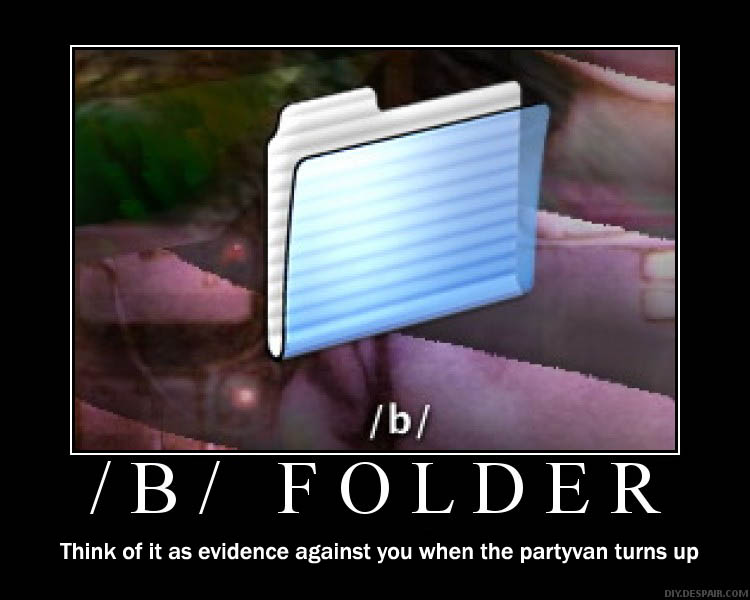 /b/
/B/ FOLDER
Think of it as evidence against you when the partyvan turns up
DIY.DESPAIR.COM